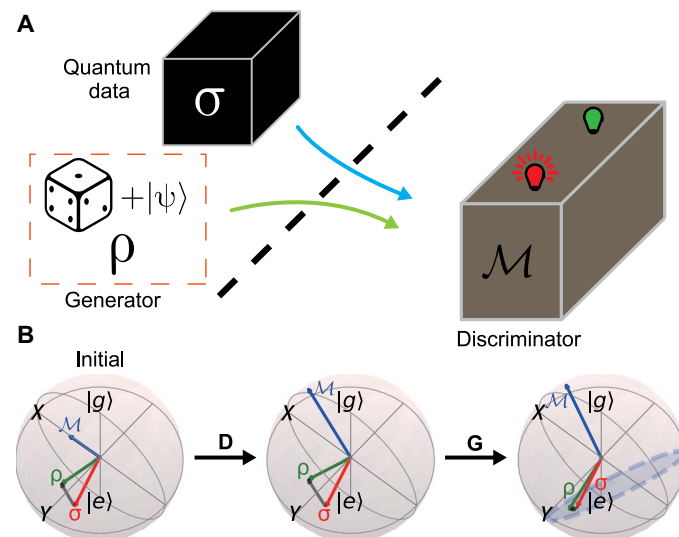 A
Quantum
data
σ
+|ψ⟩
ρ
Generator
M
Discriminator
B
Initial
X
M
|g⟩
ρ
|e⟩
Y
σ
D
X
M
|g⟩
ρ
|e⟩
Y
σ
G
X
M
|g⟩
ρ
σ
|e⟩
Y